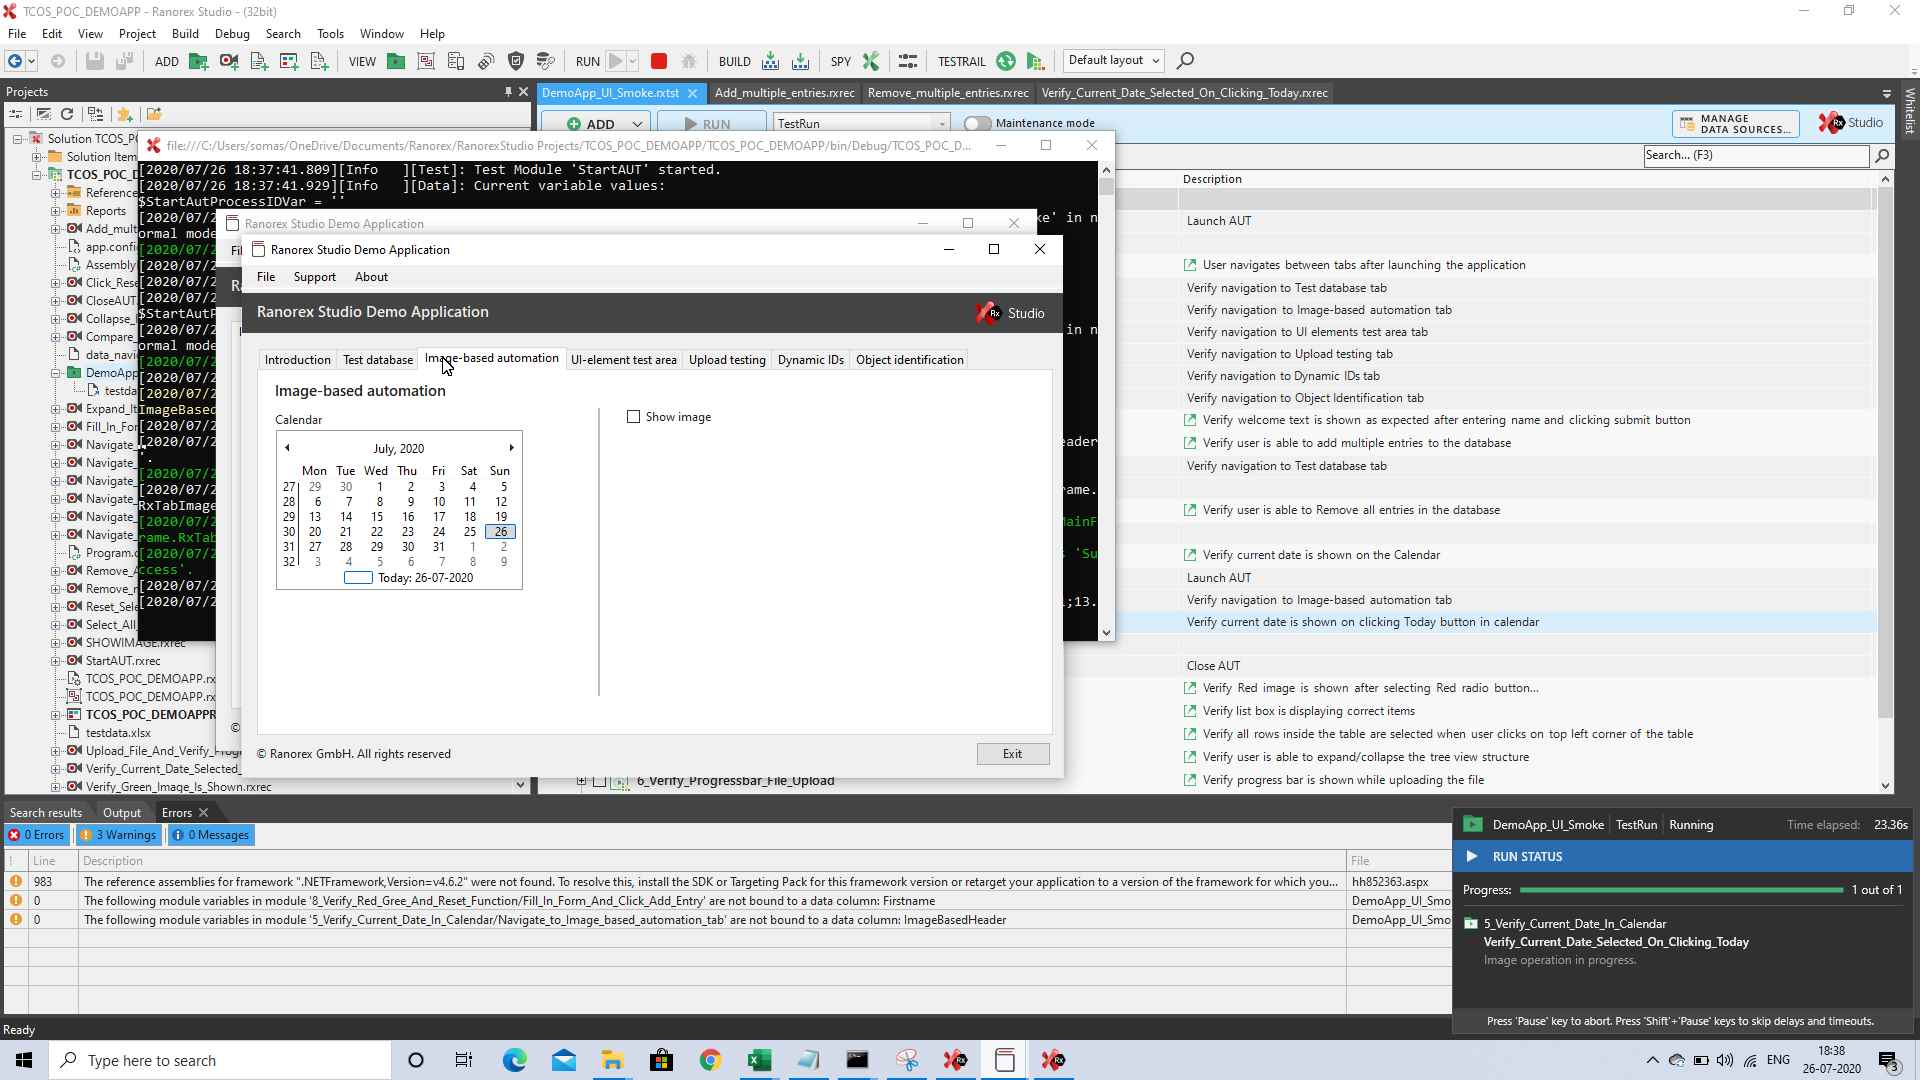 TCOS_POC_DEMOAPP - Ranorex Studio - (32bit)
File Edit View Project Build Debug Search Tools Window Help
ADD VIEW RUN BUILD SPY TESTRAIL Default layout
Projects
DemoApp_UI_Smoke.rxtst Add_multiple_entries.rxrec Remove_multiple_entries.rxrec Verify_Current_Date_Selected_On_Clicking_Today.rxrec
Whitelist
ADD RUN TestRun Maintenance mode
MANAGE
DATA SOURCES...
Studio
Search... (F3)
Solution TCOS_PO
Solution Item
TCOS_POC_D
Reference
Reports
Add_mult
app.confi
Assembly
Click_Rese
CloseAUT
Collapse_I
Compare_
data_navi
DemoApp
testda
Expand_It
Fill_In_For
Navigate_
Navigate_
Navigate_
Navigate_
Navigate_
Navigate_
Program.c
Remove_A
Remove_r
Reset_Sele
Select_All_
SHOWIMAGE.rxrec
StartAUT.rxrec
TCOS_POC_DEMOAPP.rx
TCOS_POC_DEMOAPP.rx
TCOS_POC_DEMOAPPR
testdata.xlsx
Upload_File_And_Verify_Progr
Verify_Current_Date_Selected_
Verify_Green_Image_Is_Shown.rxrec
file:///C:/Users/somas/OneDrive/Documents/Ranorex/RanorexStudio Projects/TCOS_POC_DEMOAPP/TCOS_POC_DEMOAPP/bin/Debug/TCOS_POC_D...
[2020/07/26 18:37:41.809][Info   ][Test]: Test Module 'StartAUT' started.
[2020/07/26 18:37:41.929][Info   ][Data]: Current variable values:
$StartAutProcessIDVar = ''
[2020/07/2 ke' in n
ormal mode
[2020/07/2
[2020/07/2
[2020/07/2
[2020/07/2
$StartAutP
[2020/07/2 in n
ormal mode
[2020/07/2
[2020/07/2
[2020/07/2
ImageBased
[2020/07/2
[2020/07/2 eader
'.
[2020/07/2
[2020/07/2 rame.
RxTabImage
[2020/07/2 MainF
rame.RxTab
[2020/07/2 s 'Su
ccess'.
[2020/07/2
[2020/07/2 ;13.
Ranorex Studio Demo Application
Fi
R
©
Ranorex Studio Demo Application
File Support About
Ranorex Studio Demo Application
Rx Studio
Introduction Test database Image-based automation UI-element test area Upload testing Dynamic IDs Object identification
Image-based automation
Calendar
Show image
July, 2020
Mon Tue Wed Thu Fri Sat Sun
27 29 30 1 2 3 4 5
28 6 7 8 9 10 11 12
29 13 14 15 16 17 18 19
30 20 21 22 23 24 25 26
31 27 28 29 30 31 1 2
32 3 4 5 6 7 8 9
Today: 26-07-2020
© Ranorex GmbH. All rights reserved
Exit
Description
Launch AUT
User navigates between tabs after launching the application
Verify navigation to Test database tab
Verify navigation to Image-based automation tab
Verify navigation to UI elements test area tab
Verify navigation to Upload testing tab
Verify navigation to Dynamic IDs tab
Verify navigation to Object Identification tab
Verify welcome text is shown as expected after entering name and clicking submit button
Verify user is able to add multiple entries to the database
Verify navigation to Test database tab
Verify user is able to Remove all entries in the database
Verify current date is shown on the Calendar
Launch AUT
Verify navigation to Image-based automation tab
Verify current date is shown on clicking Today button in calendar
Close AUT
Verify Red image is shown after selecting Red radio button...
Verify list box is displaying correct items
Verify all rows inside the table are selected when user clicks on top left corner of the table
Verify user is able to expand/collapse the tree view structure
6_Verify_Progressbar_File_Upload Verify progress bar is shown while uploading the file
Search results Output Errors
0 Errors 3 Warnings 0 Messages
! Line Description File
983 The reference assemblies for framework ".NETFramework,Version=v4.6.2" were not found. To resolve this, install the SDK or Targeting Pack for this framework version or retarget your application to a version of the framework for which you... hh852363.aspx
0 The following module variables in module '8_Verify_Red_Gree_And_Reset_Function/Fill_In_Form_And_Click_Add_Entry' are not bound to a data column: Firstname DemoApp_UI_Smo
0 The following module variables in module '5_Verify_Current_Date_In_Calendar/Navigate_to_Image_based_automation_tab' are not bound to a data column: ImageBasedHeader DemoApp_UI_Smo
DemoApp_UI_Smoke TestRun Running Time elapsed: 23.36s
RUN STATUS
Progress: 1 out of 1
5_Verify_Current_Date_In_Calendar
Verify_Current_Date_Selected_On_Clicking_Today
Image operation in progress.
Press 'Pause' key to abort. Press 'Shift'+'Pause' keys to skip delays and timeouts.
Ready
Type here to search
ENG
18:38
26-07-2020
3